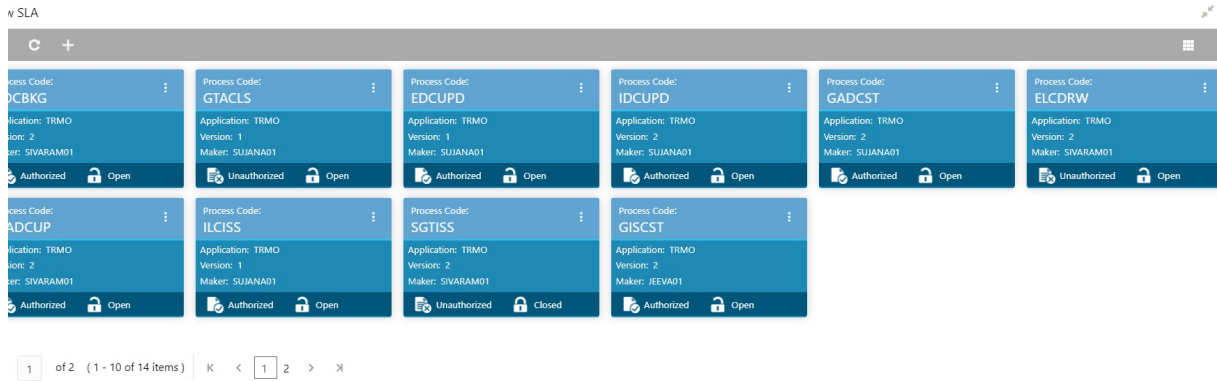 w SLA
cess Code:
Process Code:
Process Code:
Process Code:
Process Code:
Process Code:
DCBKG
GTACLS
EDCUPD
IDCUPD
GADCST
ELCDRW
lication: TRMO
Application: TRMO
Application: TRMO
Application: TRMO
Application: TRMO
Application: TRMO
sion: 2
Version: 1
Version: 1
Version: 2
Version: 2
Version: 2
ker: SIVARAM01
Maker: SUJANA01
Maker: SUJANA01
Maker: SUJANA01
Maker: SUJANA01
Maker: SIVARAM01
Authorized Open
Unauthorized Open
Authorized Open
Authorized Open
Authorized Open
Unauthorized Open
cess Code:
Process Code:
Process Code:
Process Code:
ADCUP
ILCISS
SGTISS
GISCST
lication: TRMO
Application: TRMO
Application: TRMO
Application: TRMO
sion: 2
Version: 1
Version: 2
Version: 2
ker: SIVARAM01
Maker: SUJANA01
Maker: SIVARAM01
Maker: JEEVA01
Authorized Open
Authorized Open
Unauthorized Closed
Authorized Open
1 of 2 ( 1 - 10 of 14 items ) 1 2